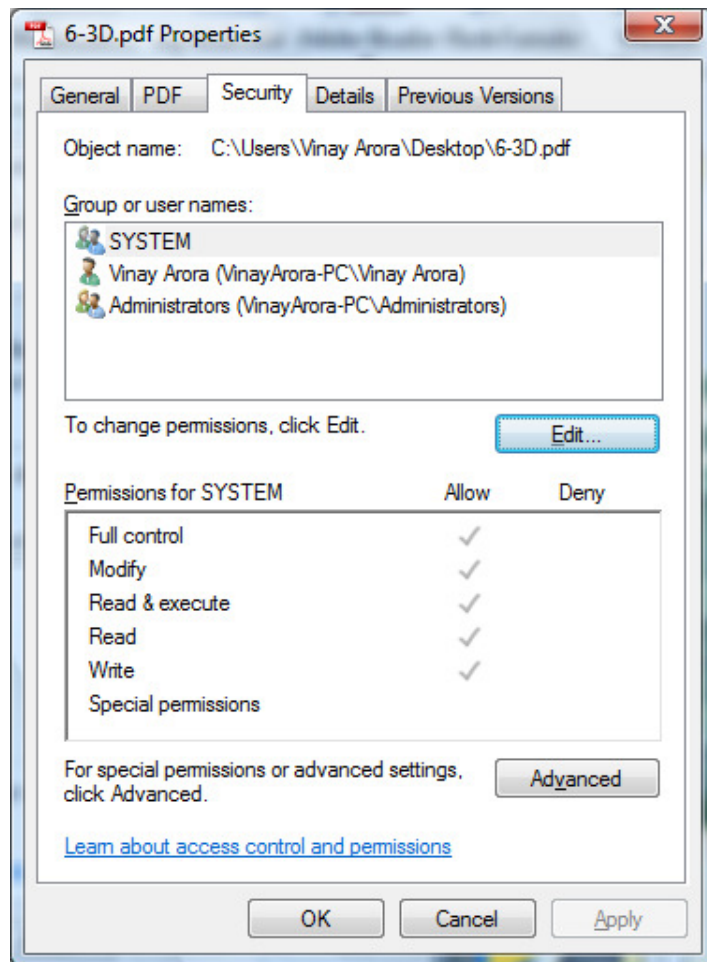 6-3D.pdf Properties
General PDF Security Details Previous Versions
Object name: C:\Users\Vinay Arora\Desktop\6-3D.pdf
Group or user names:
SYSTEM
Vinay Arora (VinayArora-PC\Vinay Arora)
Administrators (VinayArora-PC\Administrators)
To change permissions, click Edit.
Edit...
Permissions for SYSTEM Allow Deny
Full control
Modify
Read & execute
Read
Write
Special permissions
For special permissions or advanced settings,
click Advanced.
Advanced
Learn about access control and permissions
OK Cancel Apply